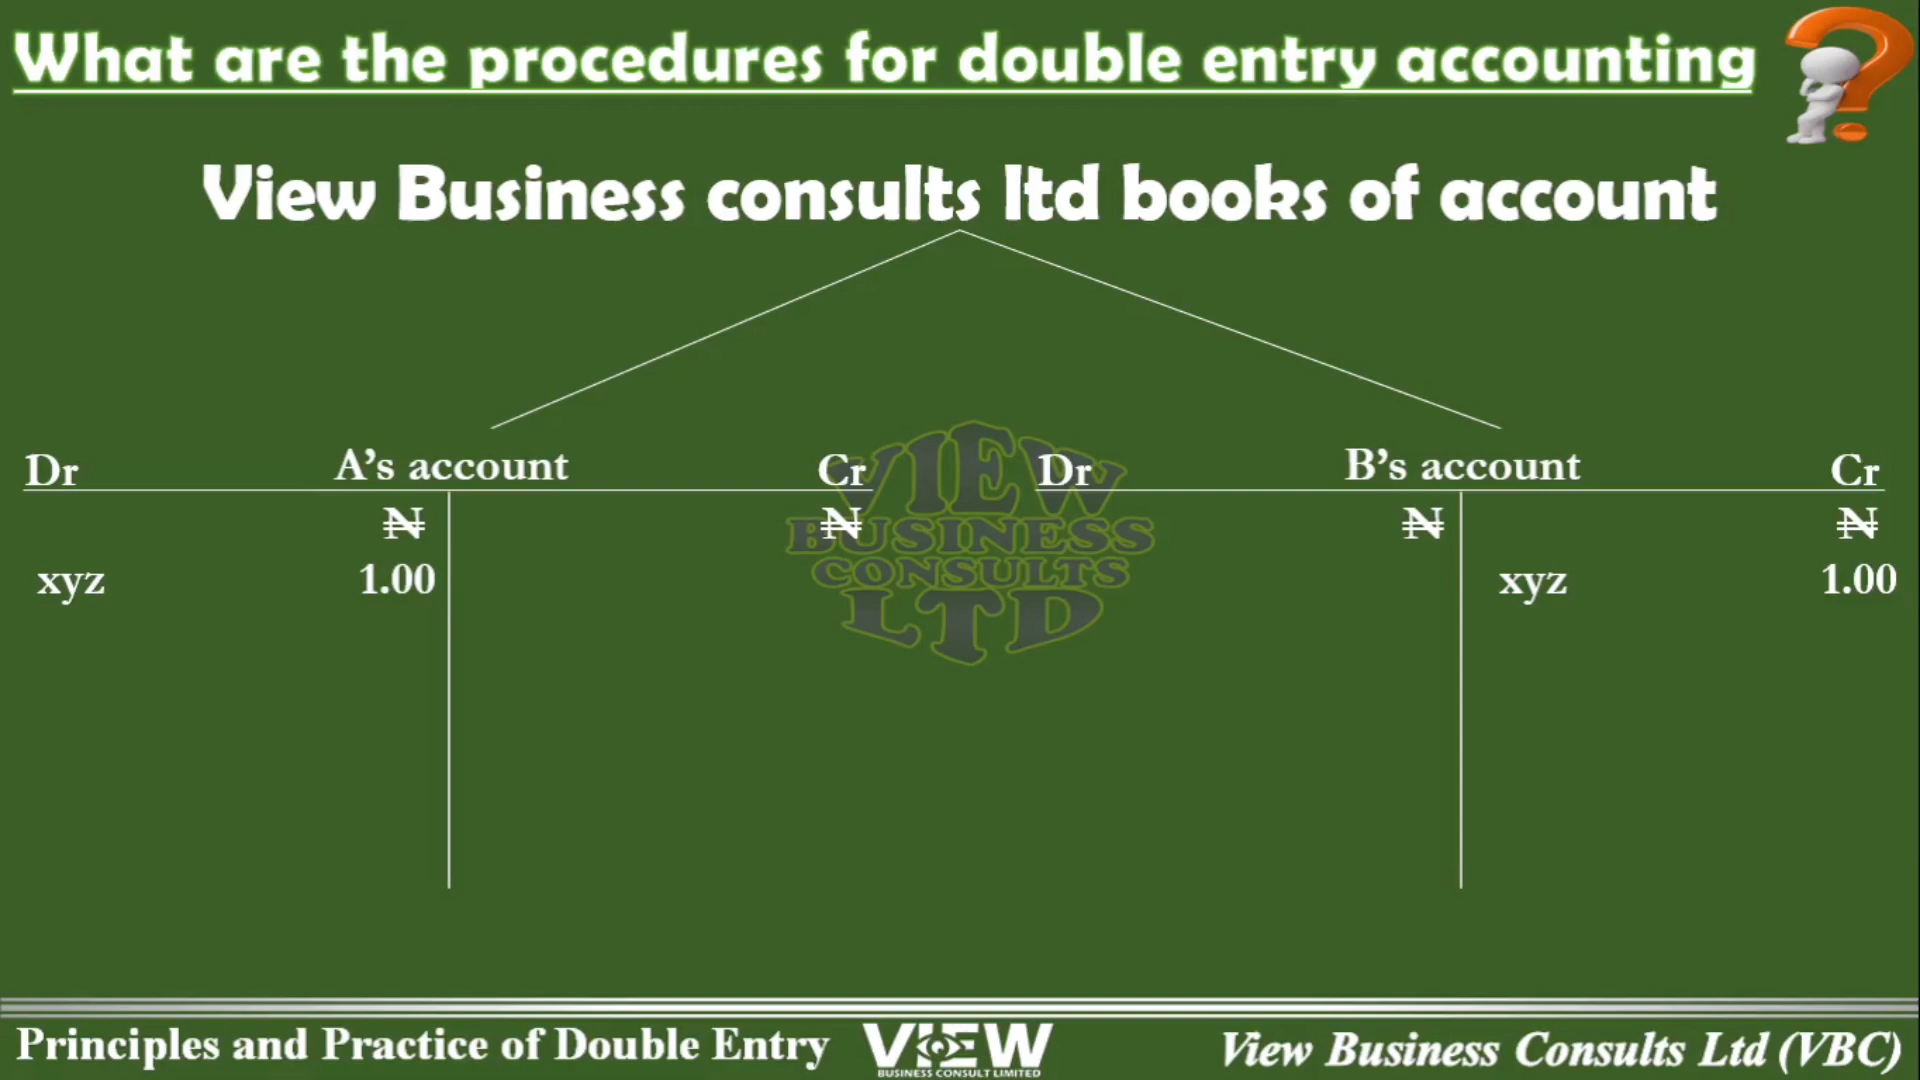 What are the procedures for double entry accounting
View Business consults ltd books of account
Dr A's account Cr
₦ ₦
xyz 1.00
Dr B's account Cr
₦ ₦
xyz 1.00
VIEW
BUSINESS
CONSULTS
LTD
Principles and Practice of Double Entry
VIEW
BUSINESS CONSULT LIMITED
View Business Consults Ltd (VBC)